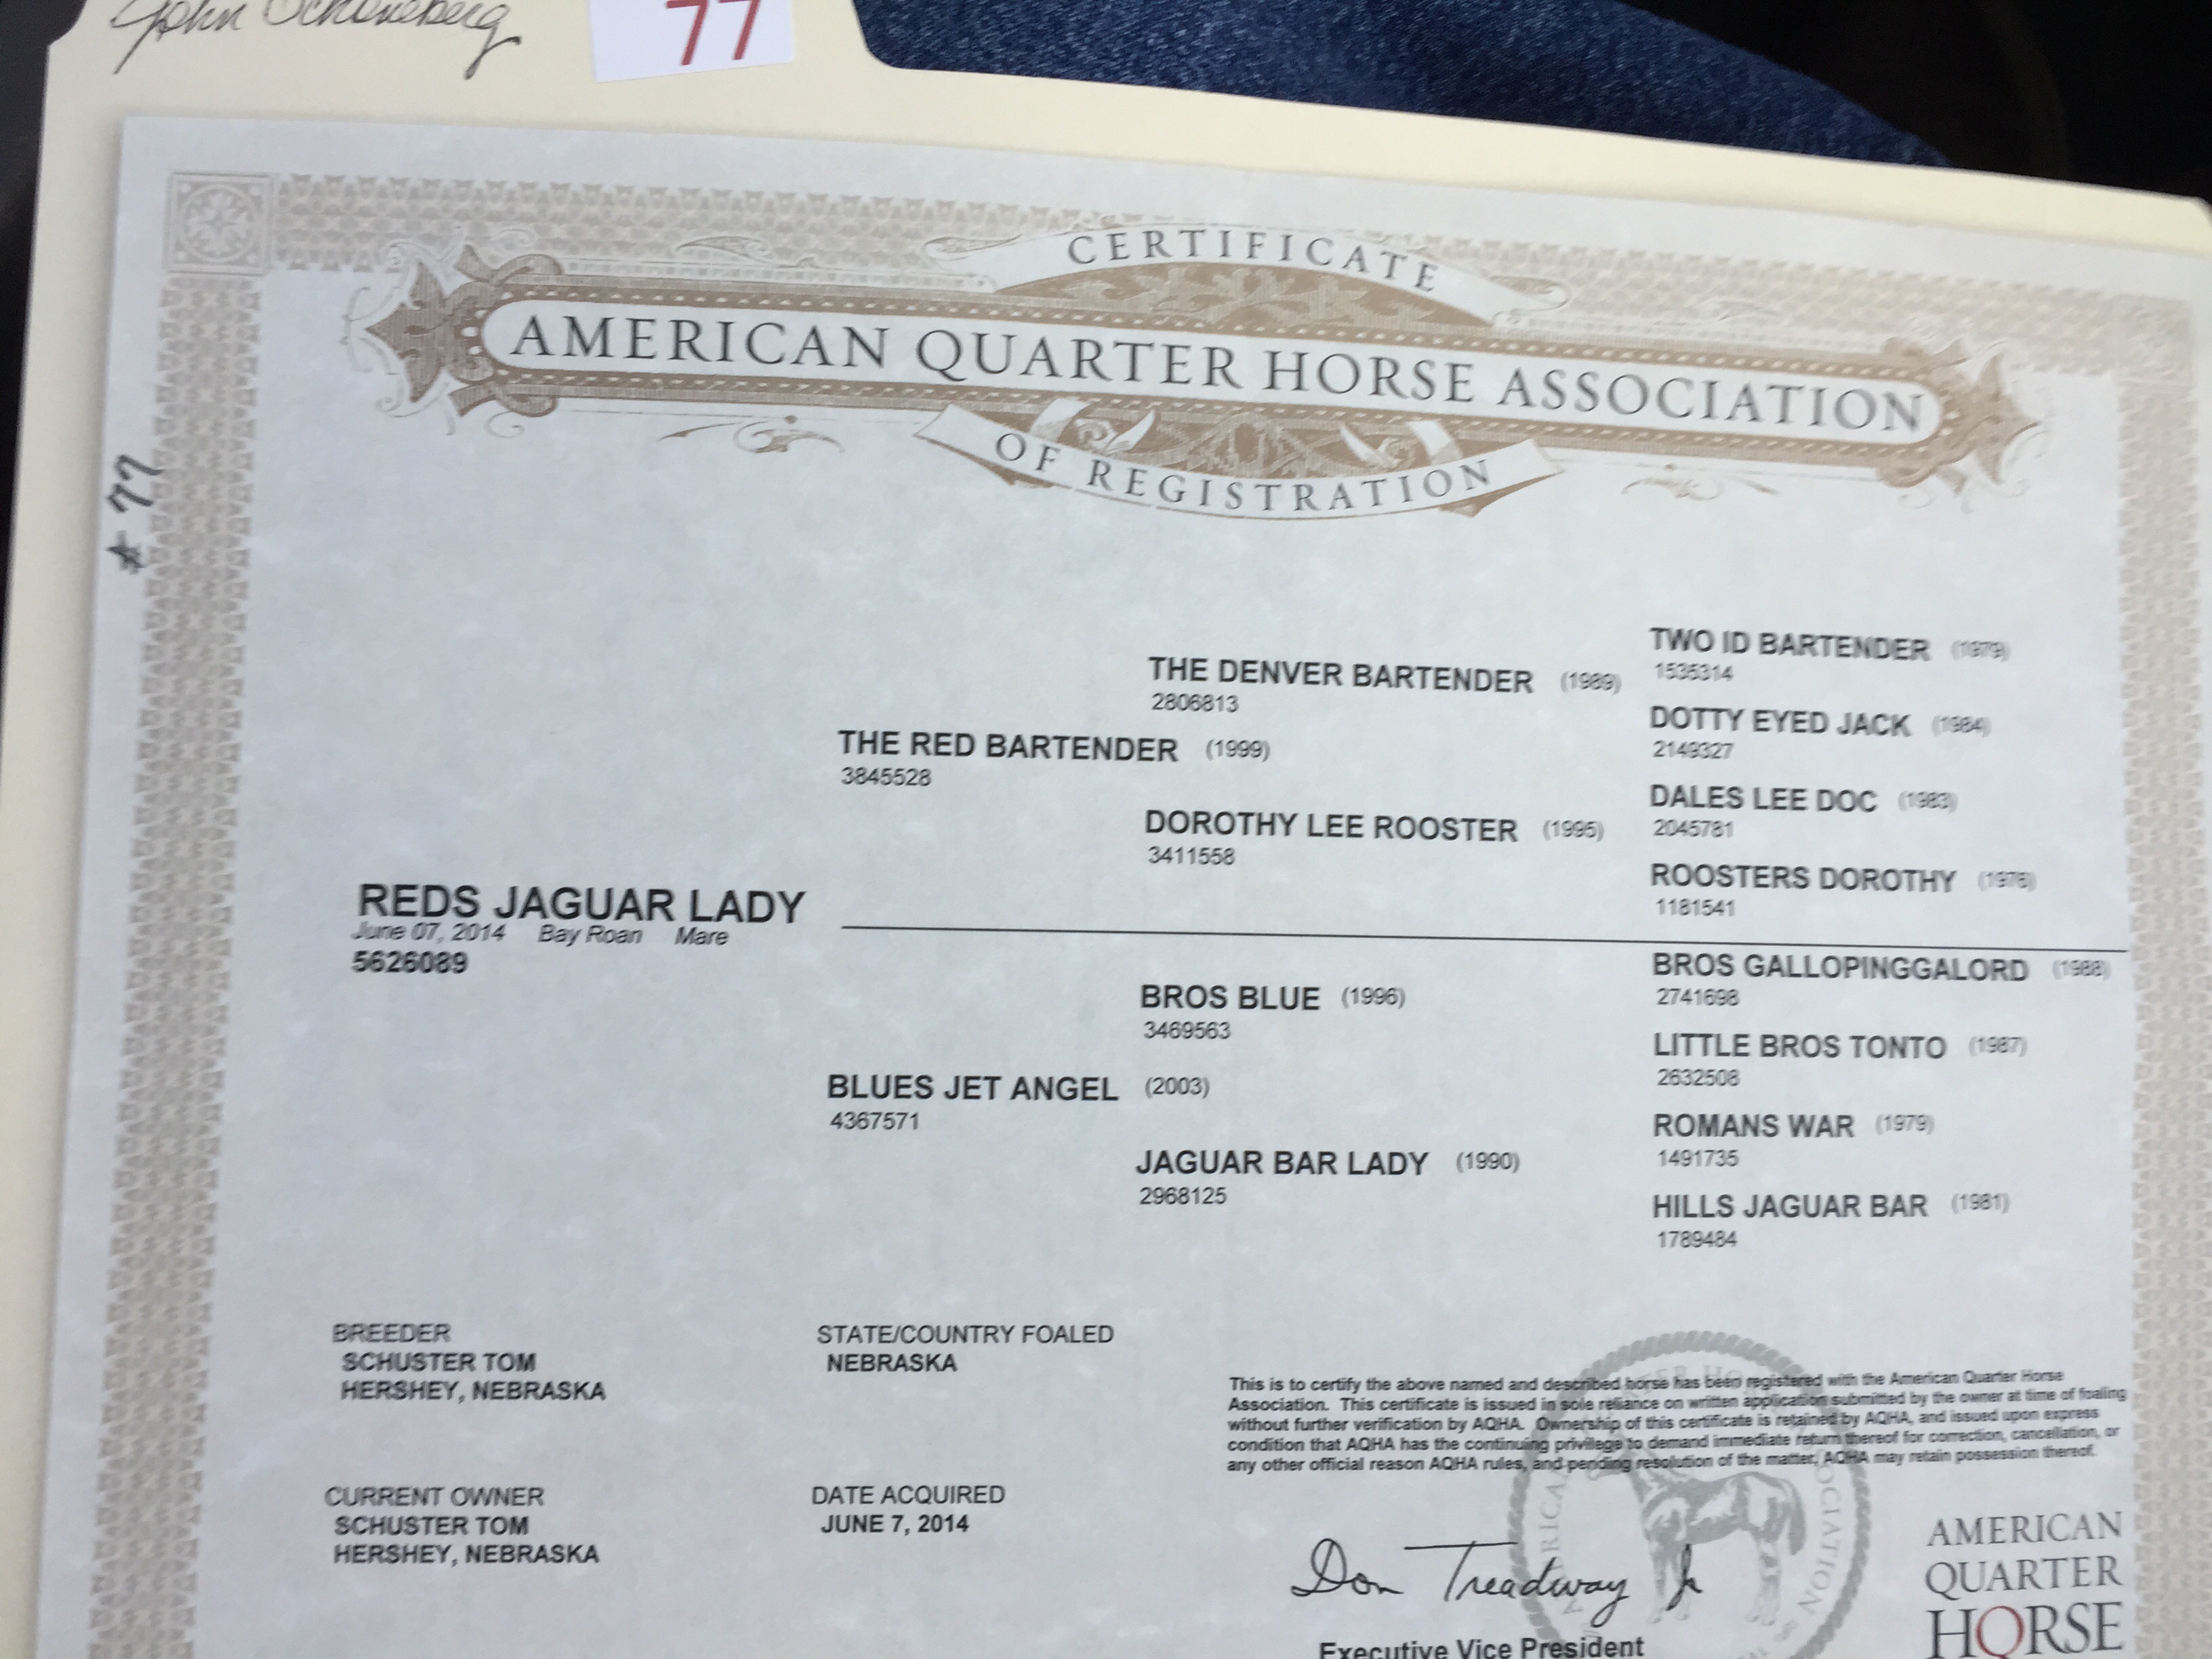 John Schoneberg
77
# 77
CERTIFICATE
AMERICAN QUARTER HORSE ASSOCIATION
OF REGISTRATION
TWO ID BARTENDER (1979)
1535314
THE DENVER BARTENDER (1989)
2806813
DOTTY EYED JACK (1984)
2149327
THE RED BARTENDER (1999)
3845528
DALES LEE DOC (1983)
2045781
DOROTHY LEE ROOSTER (1995)
3411558
ROOSTERS DOROTHY (1976)
1181541
REDS JAGUAR LADY
June 07, 2014 Bay Roan Mare
5626089
BROS GALLOPINGGALORD (1988)
2741698
BROS BLUE (1996)
3469563
LITTLE BROS TONTO (1987)
2632508
BLUES JET ANGEL (2003)
4367571
ROMANS WAR (1979)
1491735
JAGUAR BAR LADY (1990)
2968125
HILLS JAGUAR BAR (1981)
1789484
BREEDER
SCHUSTER TOM
HERSHEY, NEBRASKA
STATE/COUNTRY FOALED
NEBRASKA
This is to certify the above named and described horse has been registered with the American Quarter Horse
Association. This certificate is issued in sole reliance on written application submitted by the owner at time of foaling
without further verification by AQHA. Ownership of this certificate is retained by AQHA, and issued upon express
condition that AQHA has the continuing privilege to demand immediate return thereof for correction, cancellation, or
any other official reason AQHA rules, and pending resolution of the matter, AQHA may retain possession thereof.
CURRENT OWNER
SCHUSTER TOM
HERSHEY, NEBRASKA
DATE ACQUIRED
JUNE 7, 2014
Don Treadway Jr
Executive Vice President
AMERICAN
QUARTER
HORSE